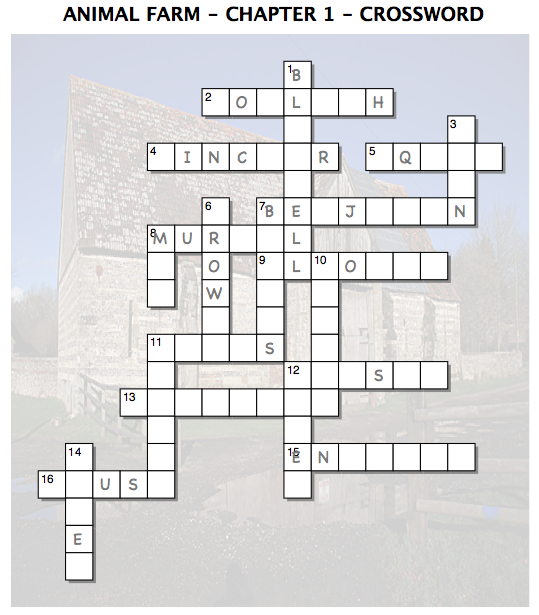 ANIMAL FARM – CHAPTER 1 – CROSSWORD
1 B
2 O L H
3
4 I N C R 5 Q
6 7 B E J N
8 M U R L
O 9 L 10 O
W
11 S
12 S
13
14 15 E N
16 U S
E